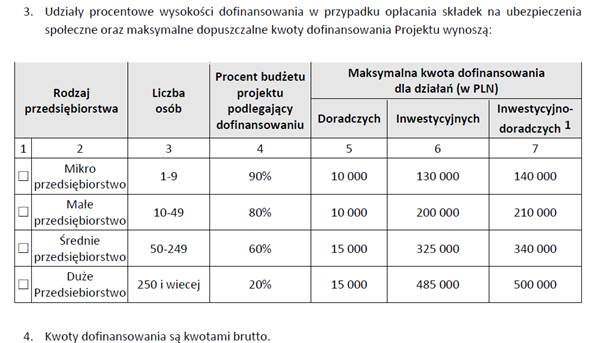 3. Udziały procentowe wysokości dofinansowania w przypadku opłacania składek na ubezpieczenia
społeczne oraz maksymalne dopuszczalne kwoty dofinansowania Projektu wynoszą:
Rodzaj
przedsiębiorstwa
Liczba
osób
Procent budżetu
projektu
podlegający
dofinansowaniu
Maksymalna kwota dofinansowania
dla działań (w PLN)
Doradczych
Inwestycyjnych
Inwestycyjno-
doradczych 1
1 2 3 4 5 6 7
Mikro
przedsiębiorstwo
1-9 90% 10 000 130 000 140 000
Małe
przedsiębiorstwo
10-49 80% 10 000 200 000 210 000
Średnie
przedsiębiorstwo
50-249 60% 15 000 325 000 340 000
Duże
Przedsiebiorstwo
250 i wiecej 20% 15 000 485 000 500 000
4. Kwoty dofinansowania są kwotami brutto.